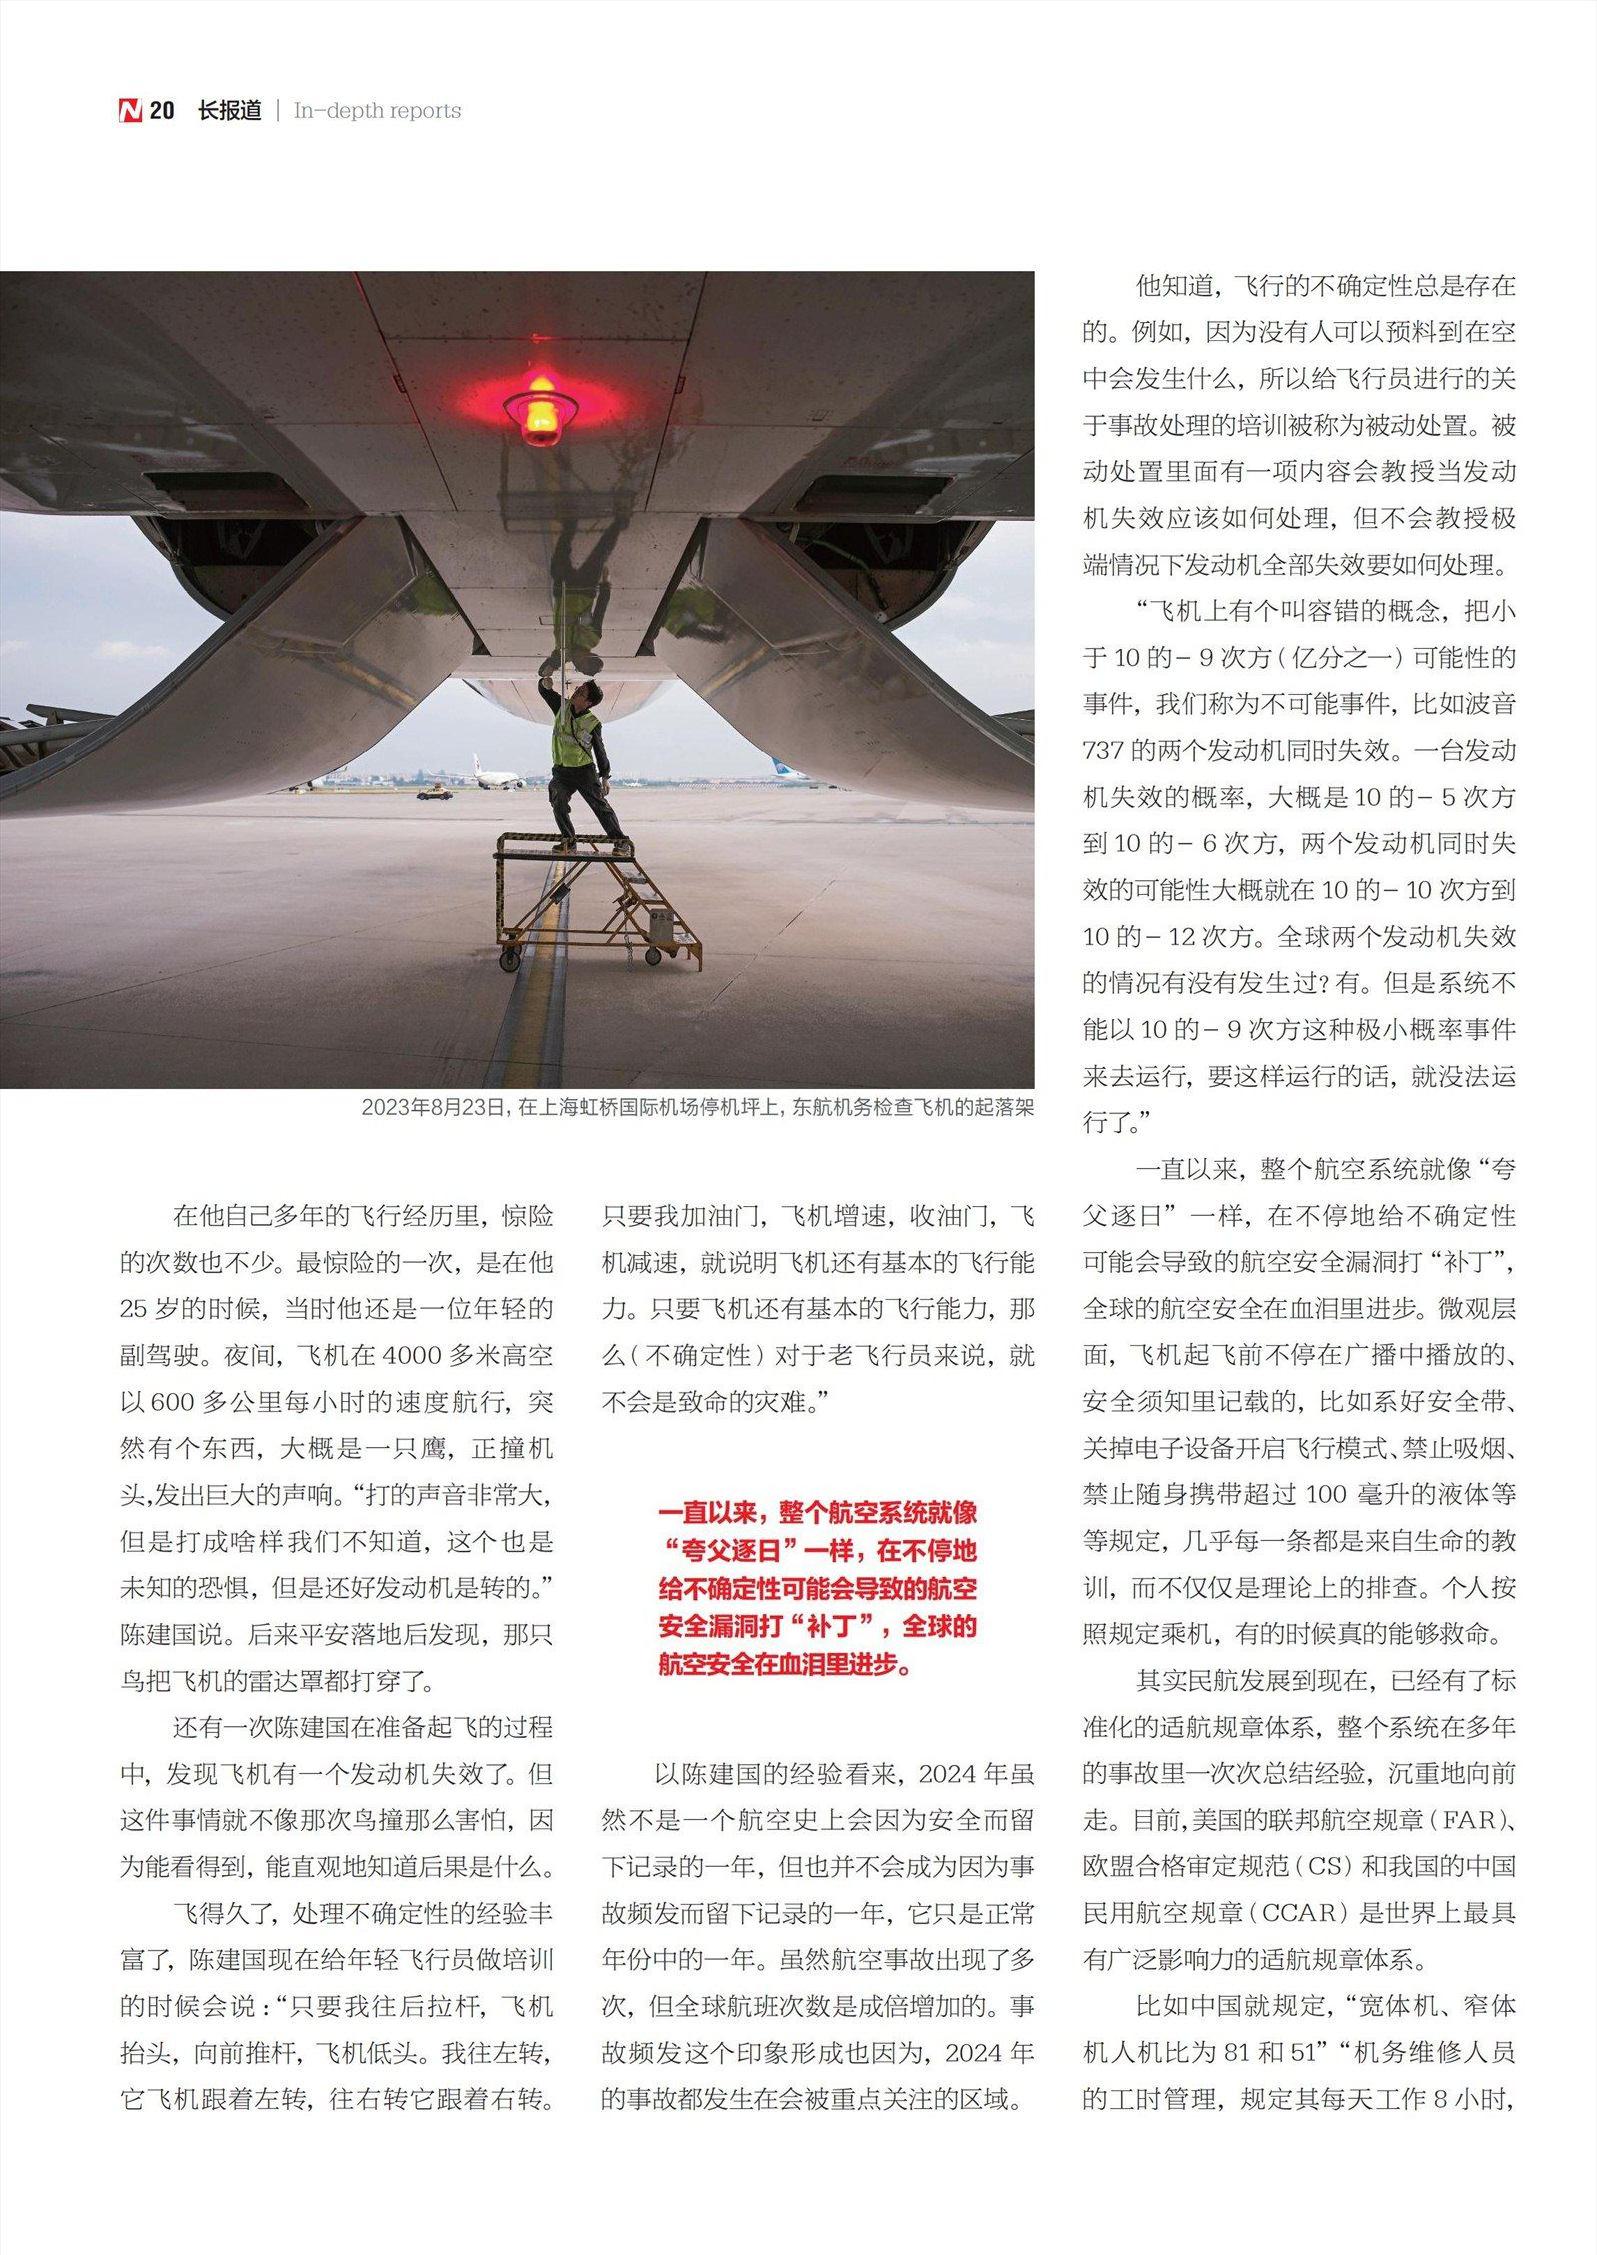 N 20 长报道 | In-depth reports
2023年8月23日，在上海虹桥国际机场停机坪上，东航机务检查飞机的起落架
在他自己多年的飞行经历里，惊险
的次数也不少。最惊险的一次，是在他
25 岁的时候，当时他还是一位年轻的
副驾驶。夜间，飞机在 4000 多米高空
以 600 多公里每小时的速度航行，突
然有个东西，大概是一只鹰，正撞机
头，发出巨大的声响。“打的声音非常大，
但是打成啥样我们不知道，这个也是
未知的恐惧，但是还好发动机是转的。”
陈建国说。后来平安落地后发现，那只
鸟把飞机的雷达罩都打穿了。
还有一次陈建国在准备起飞的过程
中，发现飞机有一个发动机失效了。但
这件事情就不像那次鸟撞那么害怕，因
为能看得到，能直观地知道后果是什么。
飞得久了，处理不确定性的经验丰
富了，陈建国现在给年轻飞行员做培训
的时候会说：“只要我往后拉杆，飞机
抬头，向前推杆，飞机低头。我往左转，
它飞机跟着左转，往右转它跟着右转。
只要我加油门，飞机增速，收油门，飞
机减速，就说明飞机还有基本的飞行能
力。只要飞机还有基本的飞行能力，那
么（不确定性）对于老飞行员来说，就
不会是致命的灾难。”
一直以来，整个航空系统就像
“夸父逐日”一样，在不停地
给不确定性可能会导致的航空
安全漏洞打“补丁”，全球的
航空安全在血泪里进步。
以陈建国的经验看来，2024 年虽
然不是一个航空史上会因为安全而留
下记录的一年，但也并不会成为因为事
故频发而留下记录的一年，它只是正常
年份中的一年。虽然航空事故出现了多
次，但全球航班次数是成倍增加的。事
故频发这个印象形成也因为，2024 年
的事故都发生在会被重点关注的区域。
他知道，飞行的不确定性总是存在
的。例如，因为没有人可以预料到在空
中会发生什么，所以给飞行员进行的关
于事故处理的培训被称为被动处置。被
动处置里面有一项内容会教授当发动
机失效应该如何处理，但不会教授极
端情况下发动机全部失效要如何处理。
“飞机上有个叫容错的概念，把小
于 10 的－ 9 次方（亿分之一）可能性的
事件，我们称为不可能事件，比如波音
737 的两个发动机同时失效。一台发动
机失效的概率，大概是 10 的－ 5 次方
到 10 的－ 6 次方，两个发动机同时失
效的可能性大概就在 10 的－ 10 次方到
10 的－ 12 次方。全球两个发动机失效
的情况有没有发生过？有。但是系统不
能以 10 的－ 9 次方这种极小概率事件
来去运行，要这样运行的话，就没法运
行了。”
一直以来，整个航空系统就像“夸
父逐日”一样，在不停地给不确定性
可能会导致的航空安全漏洞打“补丁”，
全球的航空安全在血泪里进步。微观层
面，飞机起飞前不停在广播中播放的、
安全须知里记载的，比如系好安全带、
关掉电子设备开启飞行模式、禁止吸烟、
禁止随身携带超过 100 毫升的液体等
等规定，几乎每一条都是来自生命的教
训，而不仅仅是理论上的排查。个人按
照规定乘机，有的时候真的能够救命。
其实民航发展到现在，已经有了标
准化的适航规章体系，整个系统在多年
的事故里一次次总结经验，沉重地向前
走。目前，美国的联邦航空规章（FAR）、
欧盟合格审定规范（CS）和我国的中国
民用航空规章（CCAR）是世界上最具
有广泛影响力的适航规章体系。
比如中国就规定，“宽体机、窄体
机人机比为 81 和 51”“机务维修人员
的工时管理，规定其每天工作 8 小时，